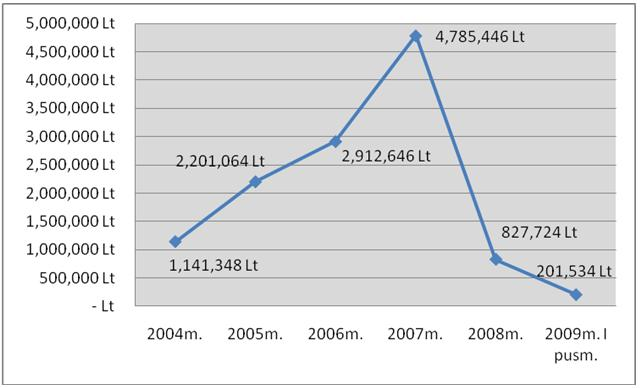 5,000,000 Lt
4,500,000 Lt
4,000,000 Lt
3,500,000 Lt
3,000,000 Lt
2,500,000 Lt
2,000,000 Lt
1,500,000 Lt
1,000,000 Lt
500,000 Lt
- Lt
4,785,446 Lt
2,201,064 Lt
2,912,646 Lt
1,141,348 Lt
827,724 Lt
201,534 Lt
2004m. 2005m. 2006m. 2007m. 2008m. 2009m. I
pusm.